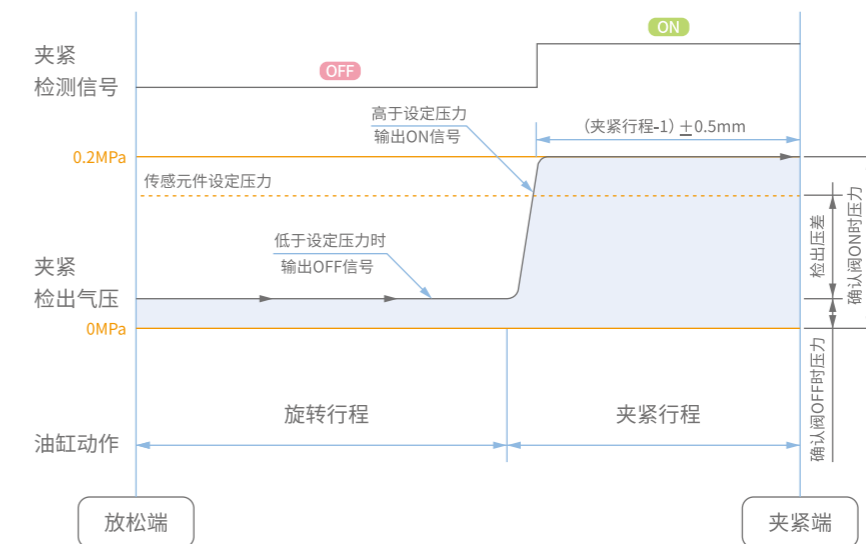 夹紧
检测信号
OFF
ON
高于设定压力
输出ON信号
(夹紧行程-1)±0.5mm
0.2MPa
传感元件设定压力
低于设定压力时
输出OFF信号
夹紧
检出气压
0MPa
检出压差
确认阀ON时压力
确认阀OFF时压力
旋转行程
夹紧行程
油缸动作
放松端
夹紧端